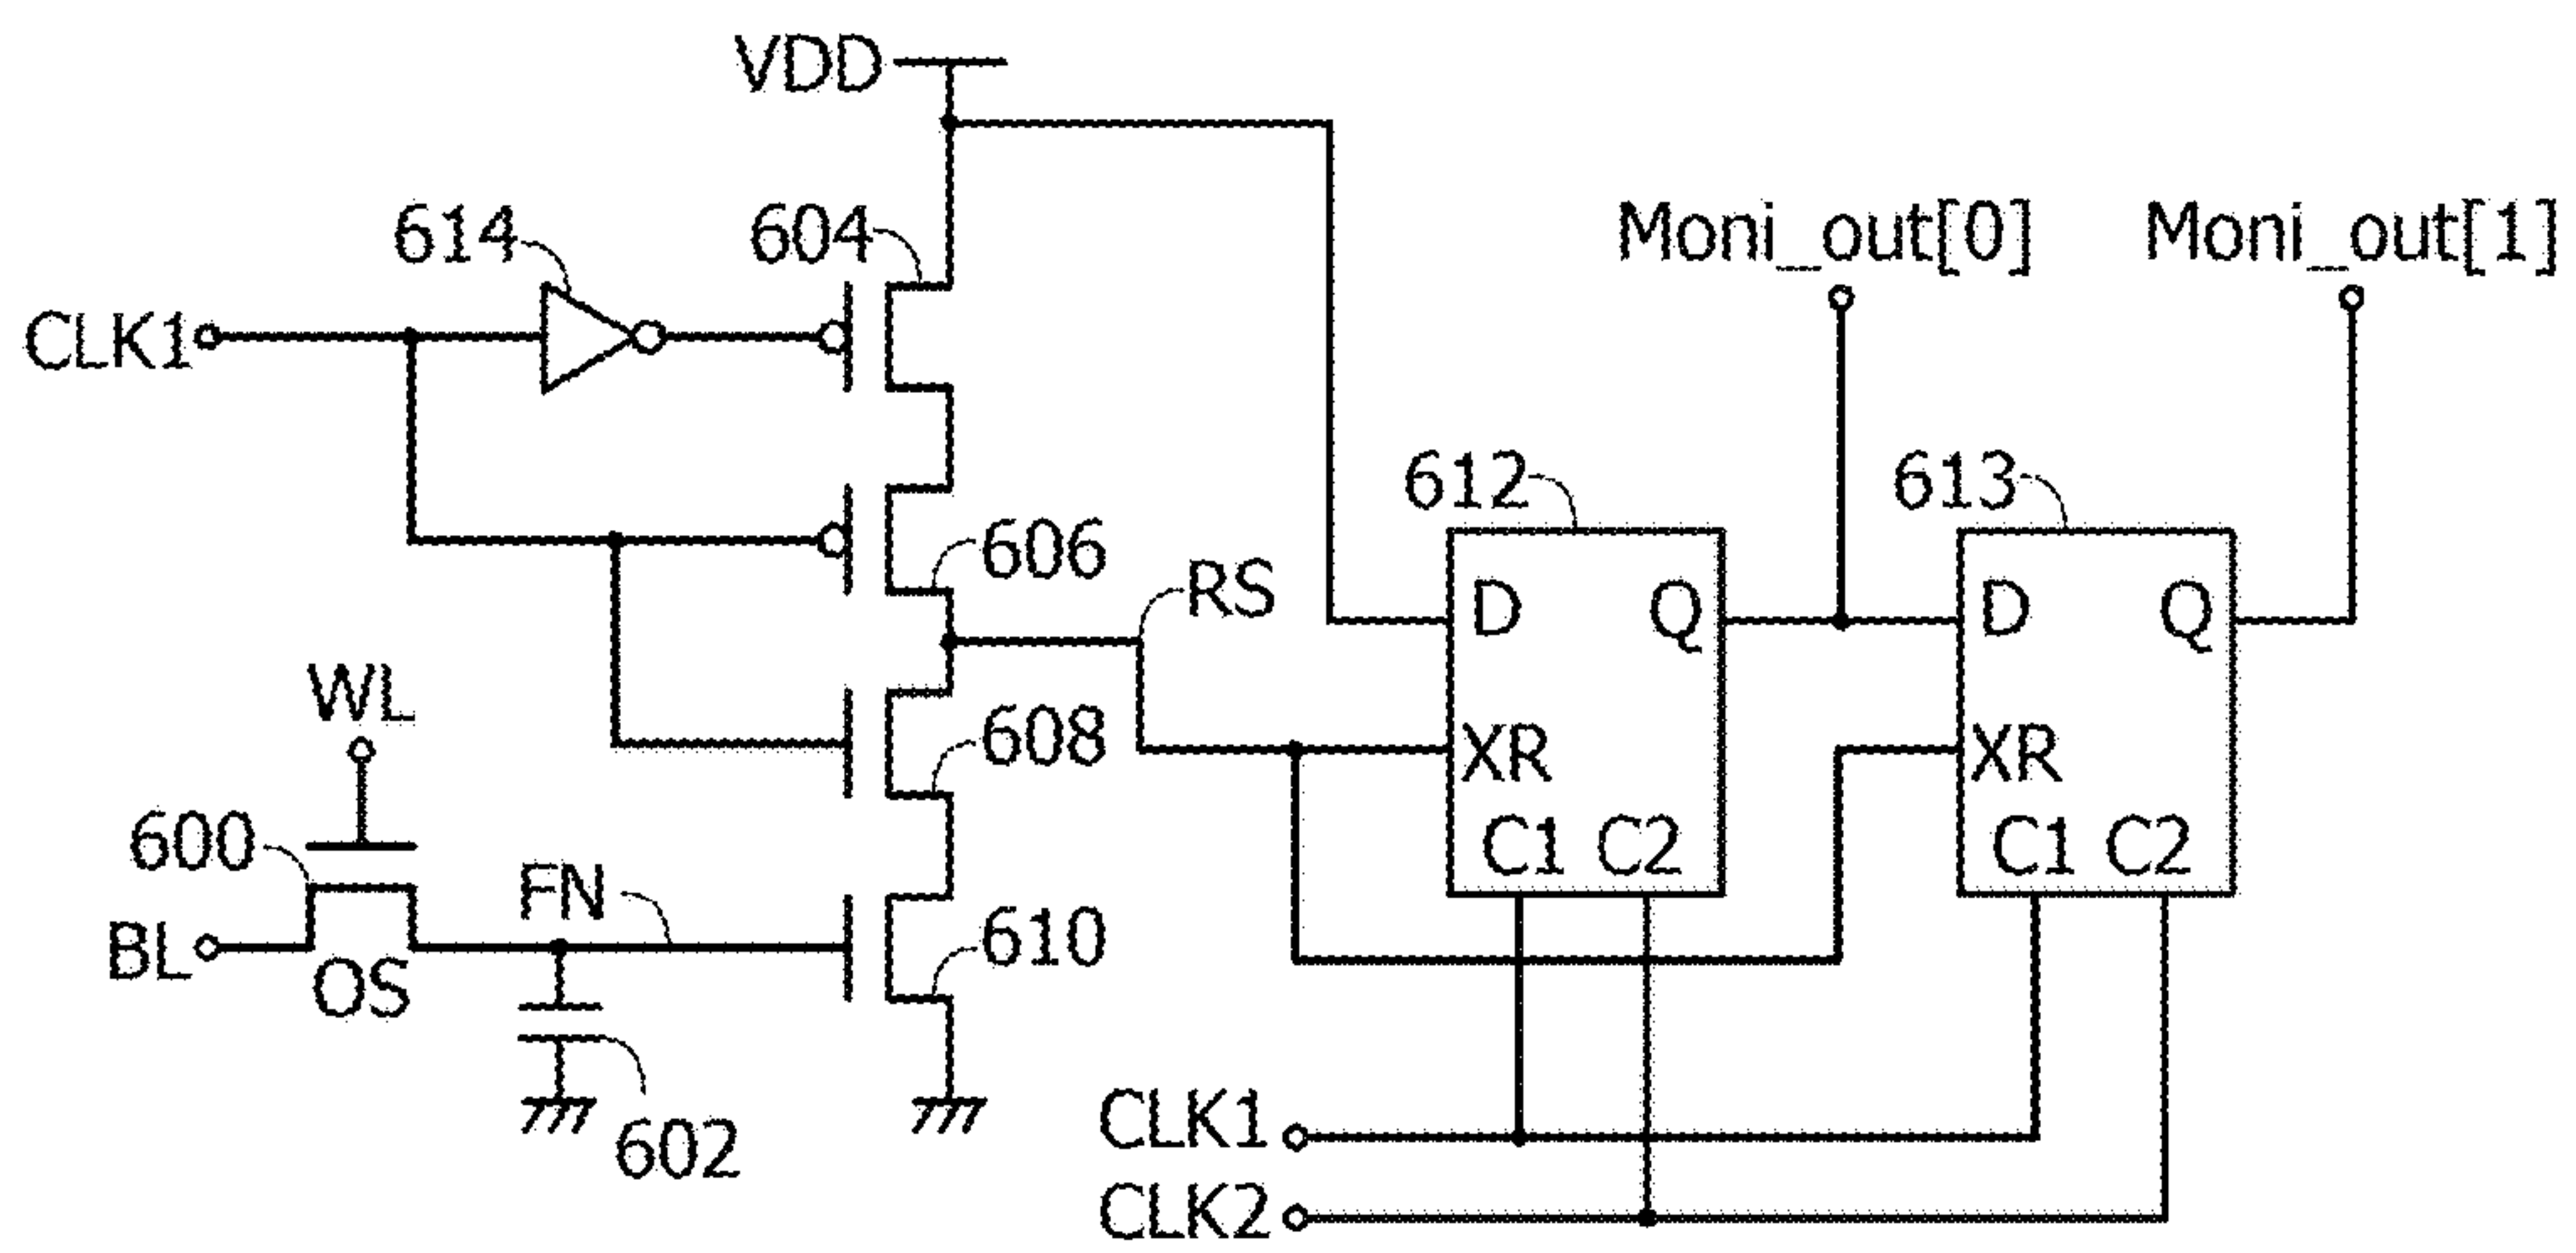 VDD
614
604
Moni_out[0]
Moni_out[1]
CLK1
612
613
606
RS
D
Q
D
Q
WL
608
XR
XR
600
C1
C2
C1
C2
FN
BL
OS
610
602
CLK1
CLK2